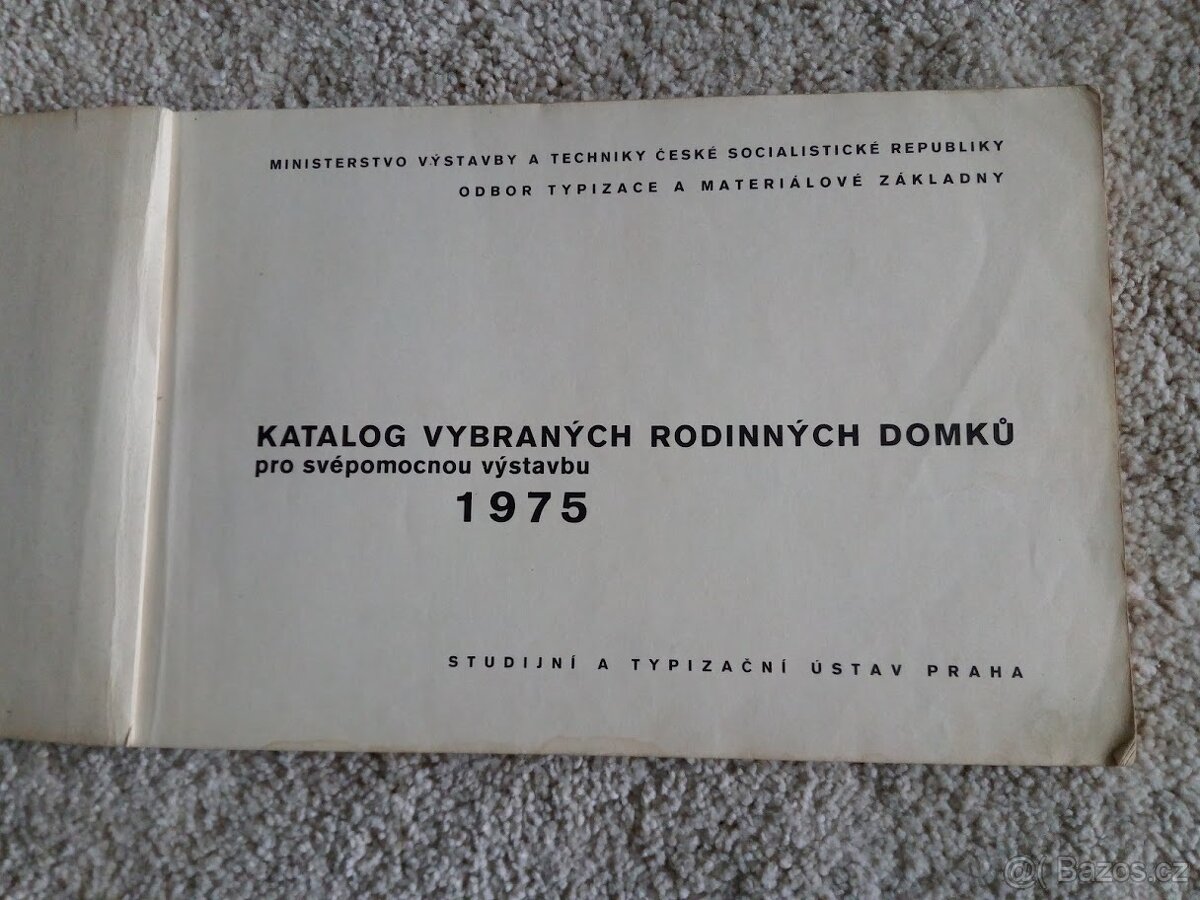 MINISTERSTVO VÝSTAVBY A TECHNIKY ČESKÉ SOCIALISTICKÉ REPUBLIKY
ODBOR TYPIZACE A MATERIÁLOVÉ ZÁKLADNY
KATALOG VYBRANÝCH RODINNÝCH DOMKŮ
pro svépomocnou výstavbu
1975
STUDIJNÍ A TYPIZAČNÍ ÚSTAV PRAHA
Bazos.cz